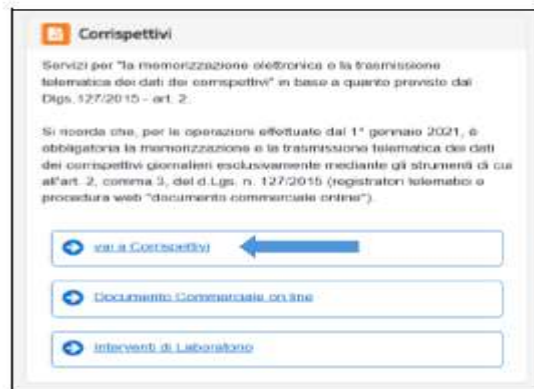 Corrispettivi
Servizi per "la memorizzazione elettronica e la trasmissione
telematica dei dati dei corrispettivi" in base a quanto previsto dal
Dlgs.127/2015 - art. 2.
Si ricorda che, per le operazioni effettuate dal 1° gennaio 2021, è
obbligatoria la memorizzazione e la trasmissione telematica dei dati
dei corrispettivi giornalieri esclusivamente mediante gli strumenti di cui
all'art. 2, comma 3, del d.Lgs. n. 127/2015 (registratori telematici o
procedura web "documento commerciale online").
vai a Corrispettivi
Documento Commerciale on line
Interventi di Laboratorio